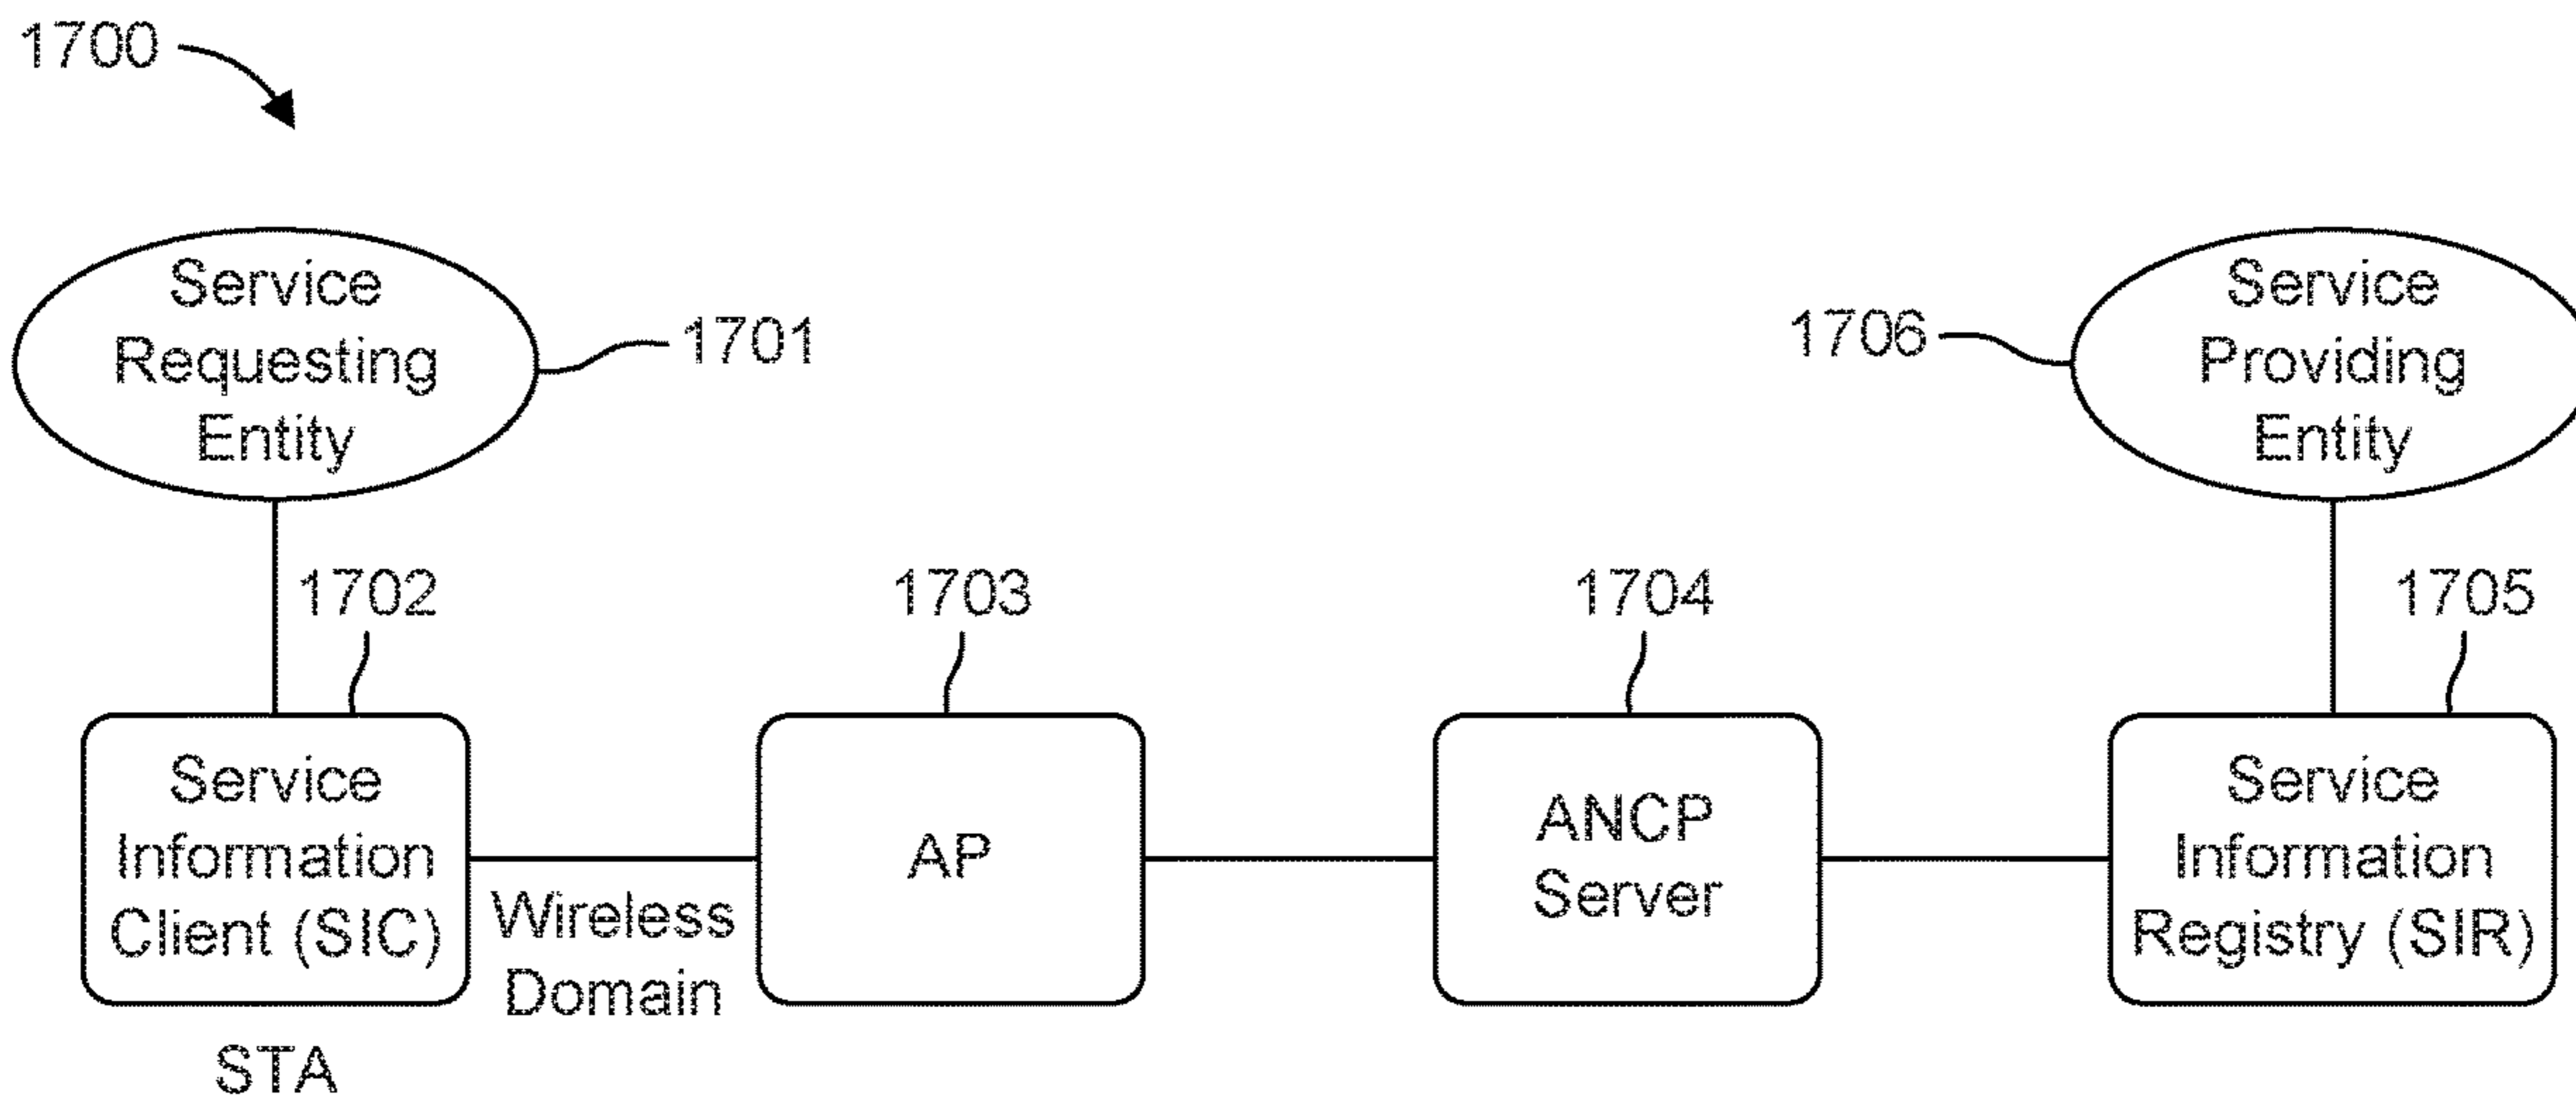 1700
Service
Requesting
Entity
1701
1706
Service
Providing
Entity
1702
1703
1704
1705
Service
Information
Client (SIC)
Wireless
Domain
AP
ANCP
Server
Service
Information
Registry (SIR)
STA